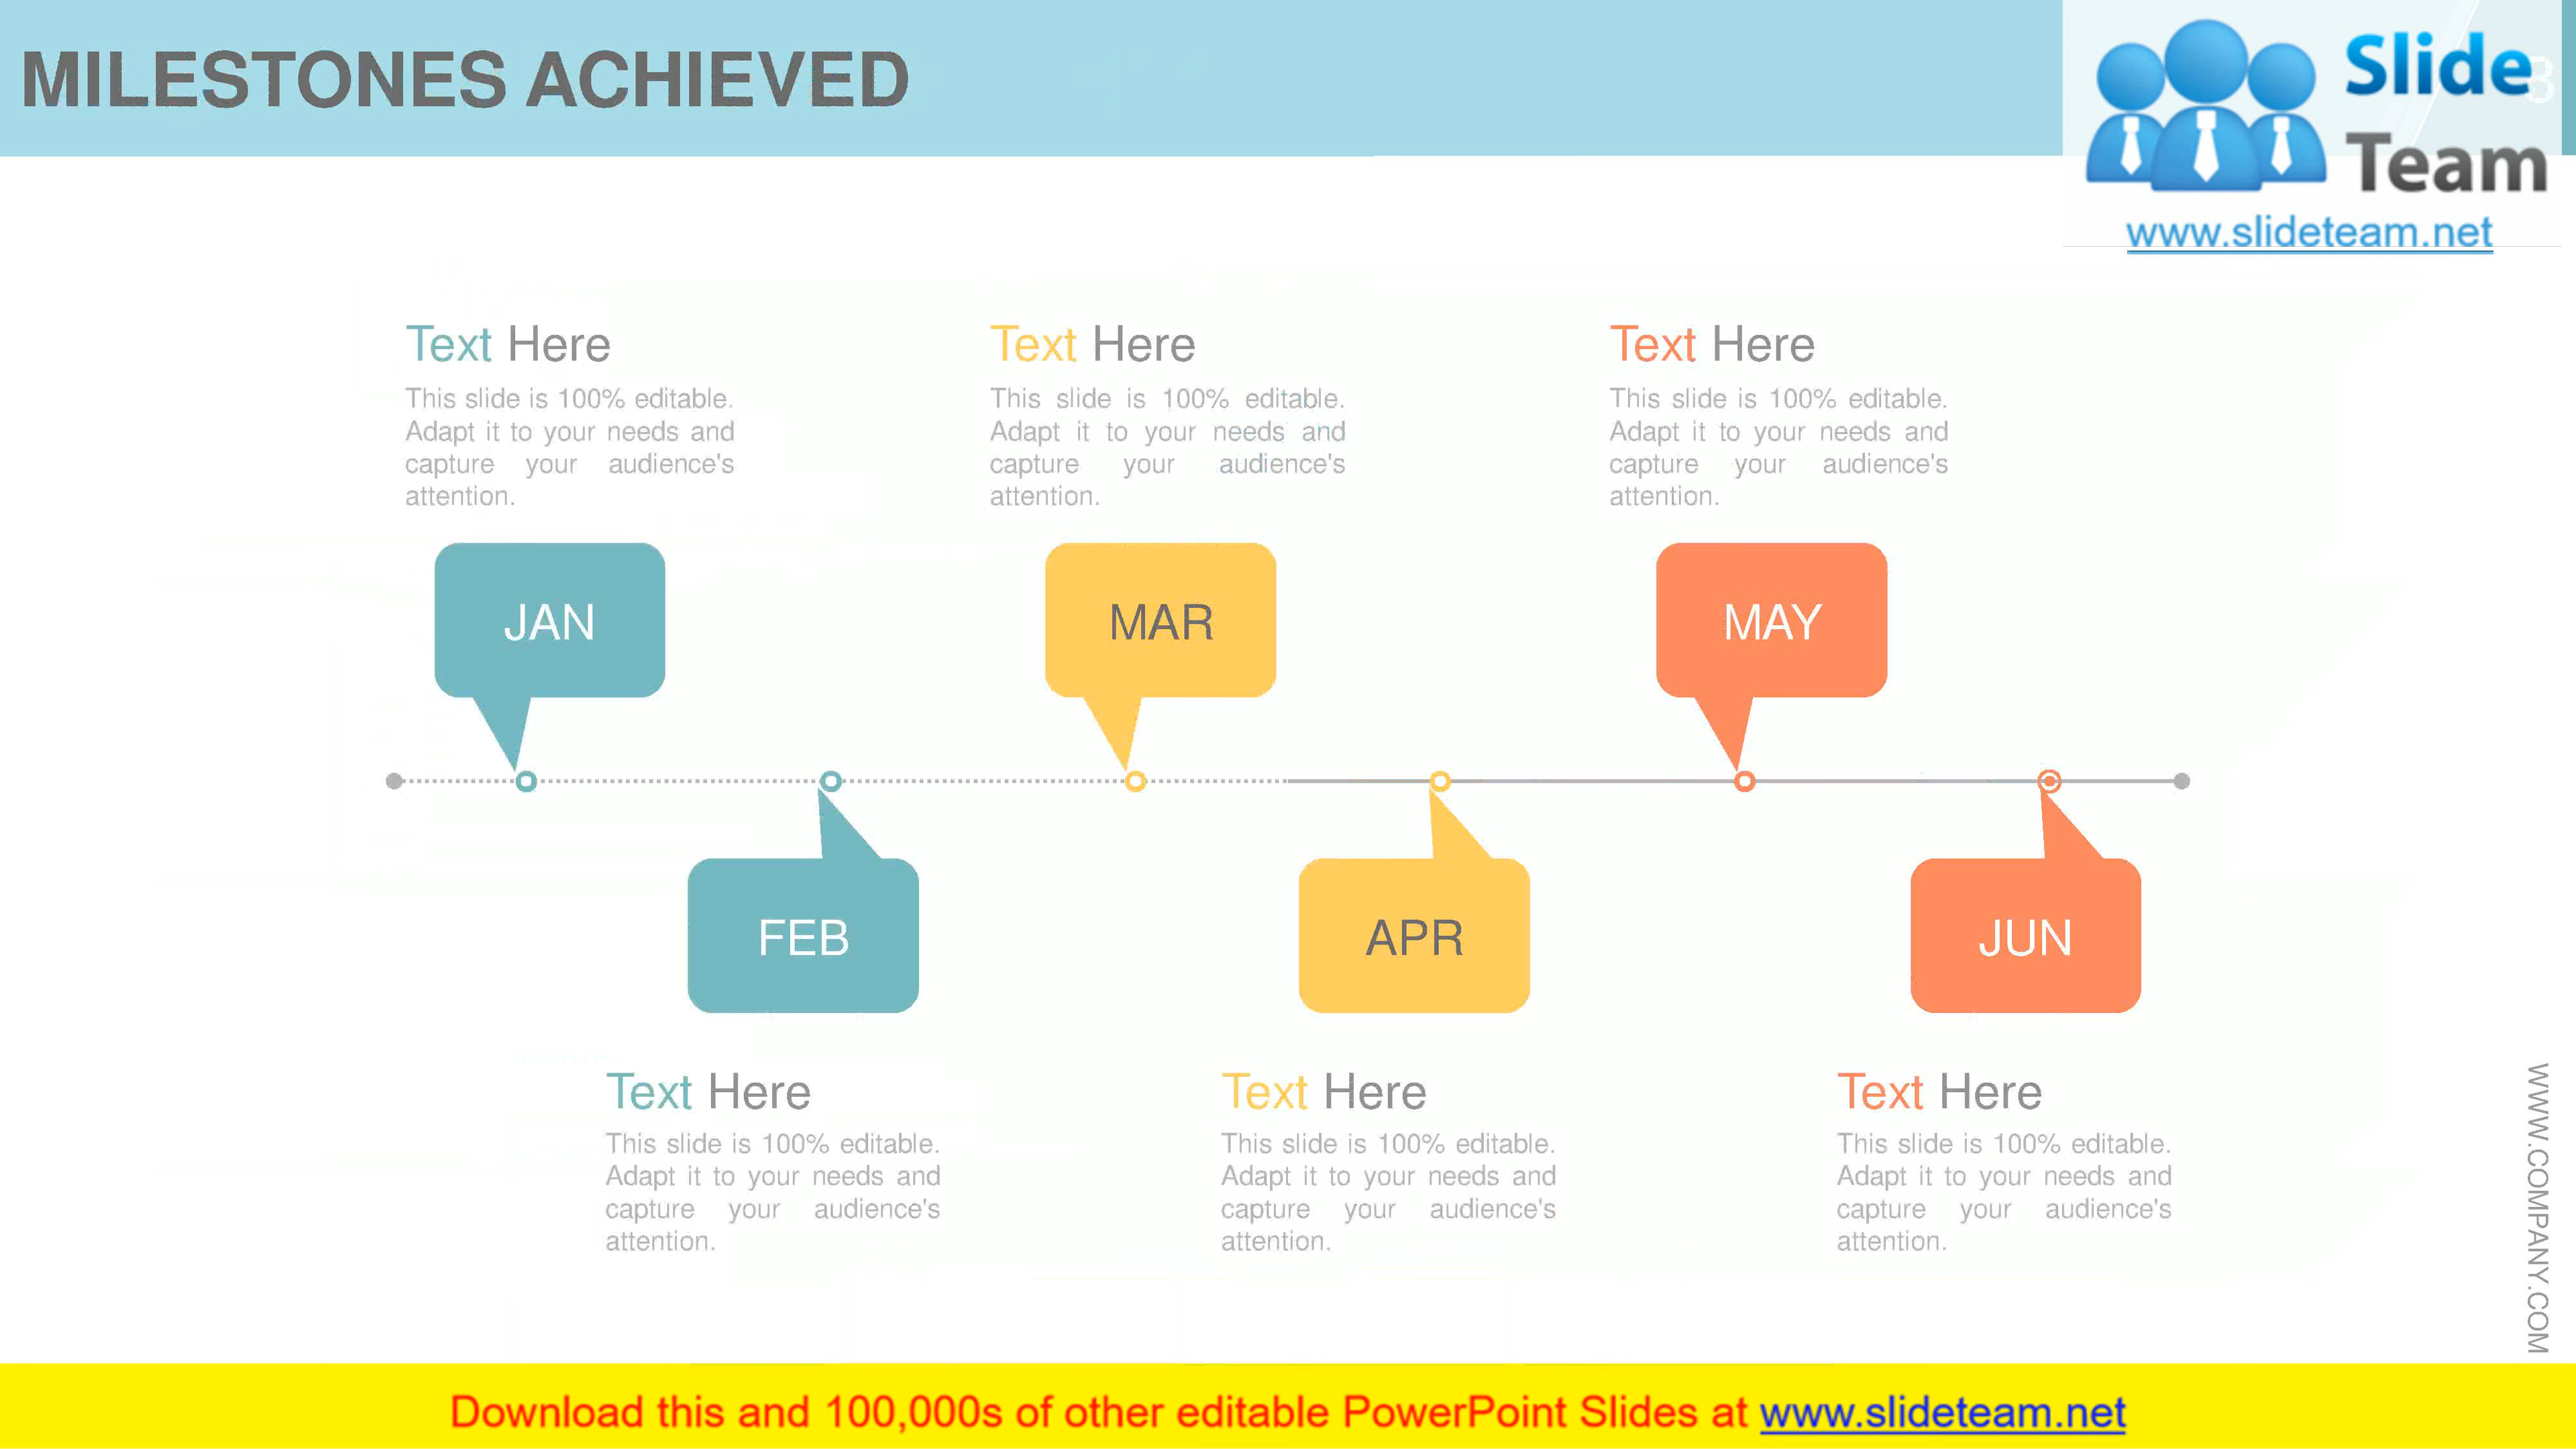 MILESTONES ACHIEVED
3
Slide
Team
www.slideteam.net
Text Here
This slide is 100% editable.
Adapt it to your needs and
capture your audience's
attention.
Text Here
This slide is 100% editable.
Adapt it to your needs and
capture your audience's
attention.
Text Here
This slide is 100% editable.
Adapt it to your needs and
capture your audience's
attention.
JAN
MAR
MAY
FEB
APR
JUN
Text Here
This slide is 100% editable.
Adapt it to your needs and
capture your audience's
attention.
Text Here
This slide is 100% editable.
Adapt it to your needs and
capture your audience's
attention.
Text Here
This slide is 100% editable.
Adapt it to your needs and
capture your audience's
attention.
WWW.COMPANY.COM
Download this and 100,000s of other editable PowerPoint Slides at www.slideteam.net